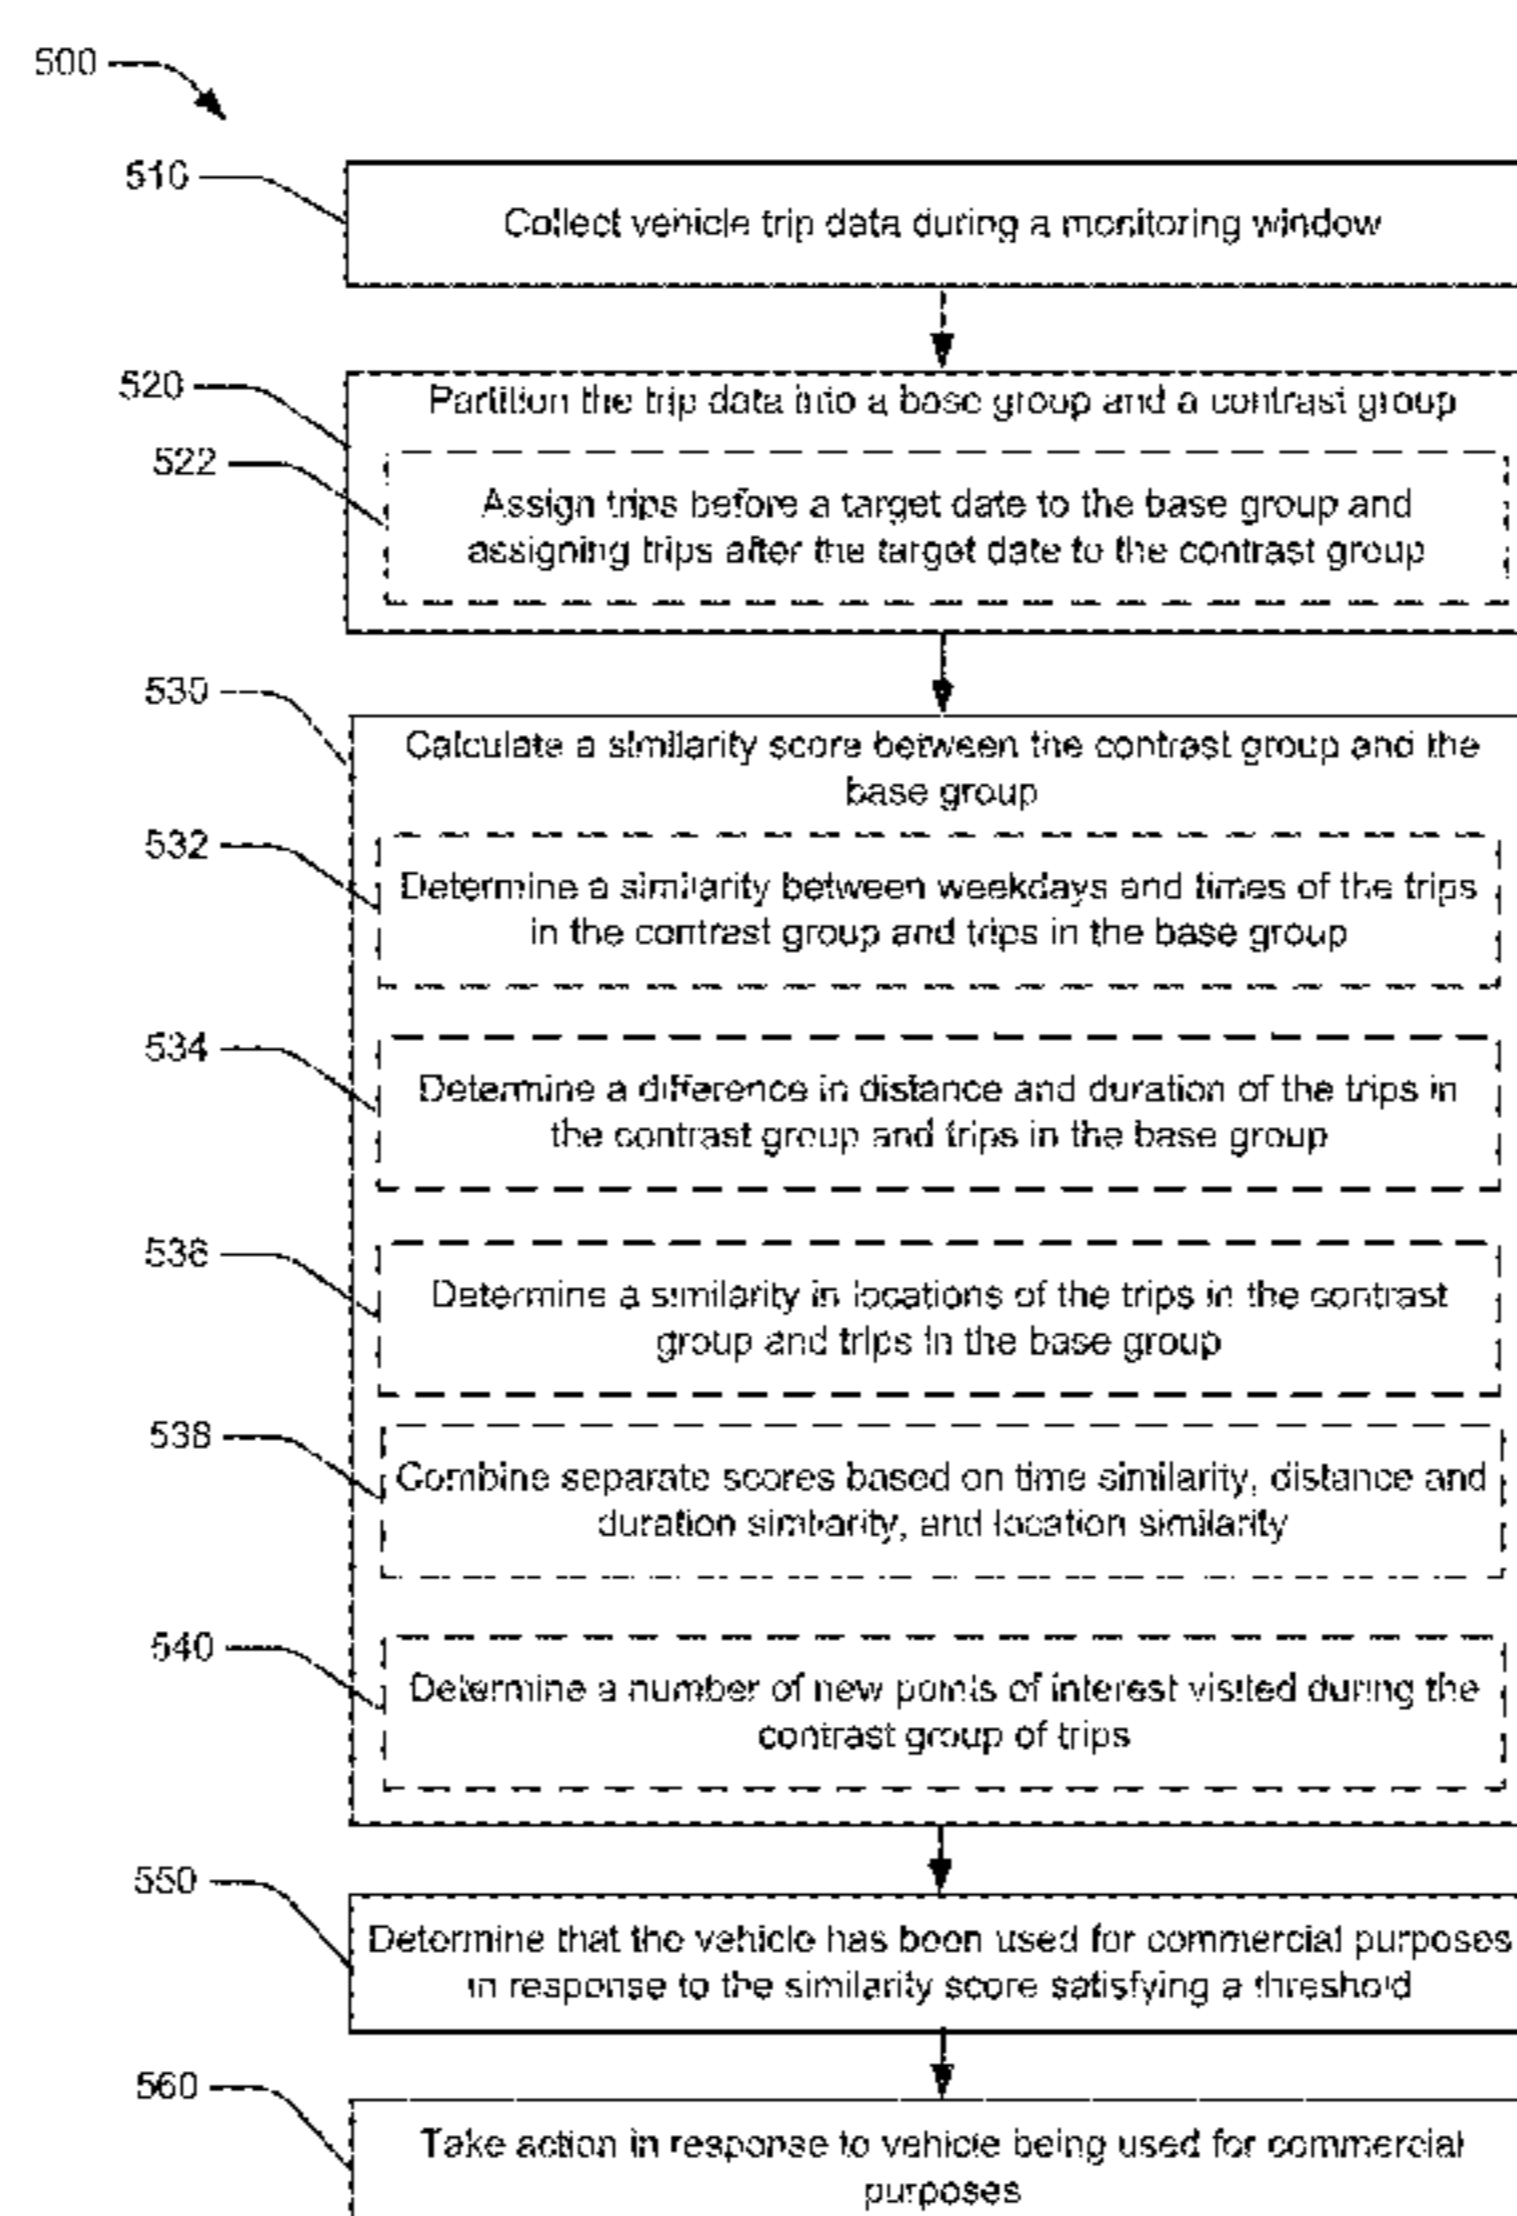 500
510
Collect vehicle trip data during a monitoring window
520
Partition the trip data into a base group and a contrast group
522
Assign trips before a target date to the base group and
assigning trips after the target date to the contrast group
530
Calculate a similarity score between the contrast group and the
base group
532
Determine a similarity between weekdays and times of the trips
in the contrast group and trips in the base group
534
Determine a difference in distance and duration of the trips in
the contrast group and trips in the base group
536
Determine a similarity in locations of the trips in the contrast
group and trips in the base group
538
Combine separate scores based on time similarity, distance and
duration similarity, and location similarity
540
Determine a number of new points of interest visited during the
contrast group of trips
550
Determine that the vehicle has been used for commercial purposes
in response to the similarity score satisfying a threshold
560
Take action in response to vehicle being used for commercial
purposes